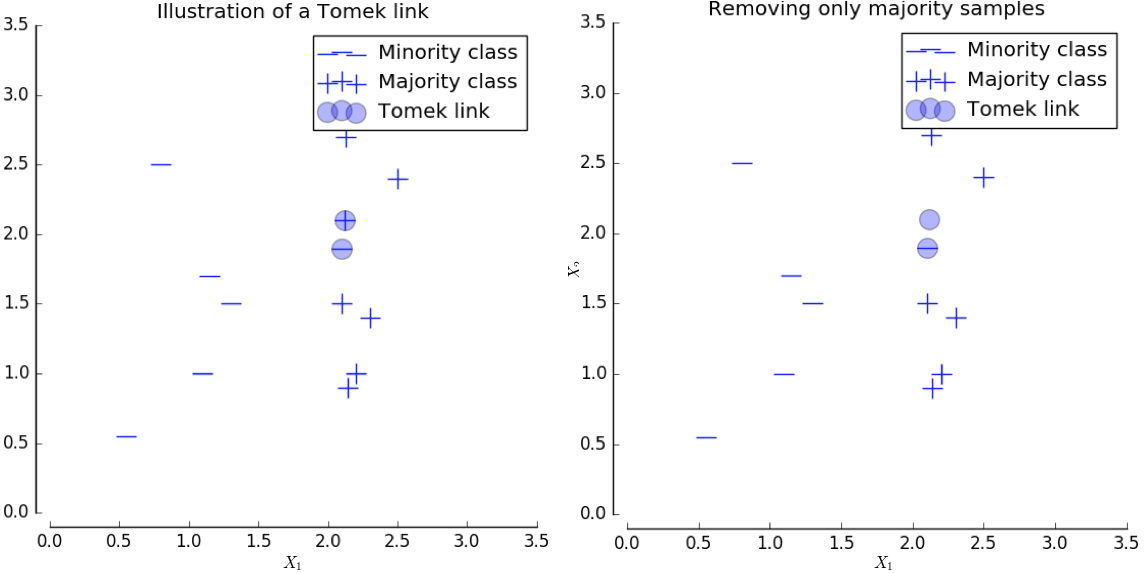 Illustration of a Tomek link
3.5
3.0
2.5
2.0
1.5
1.0
0.5
0.0
Minority class
Majority class
Tomek link
0.0 0.5 1.0 1.5 2.0 2.5 3.0 3.5
X1
Removing only majority samples
3.5
3.0
2.5
2.0
1.5
1.0
0.5
0.0
Minority class
Majority class
Tomek link
0.0 0.5 1.0 1.5 2.0 2.5 3.0 3.5
X1